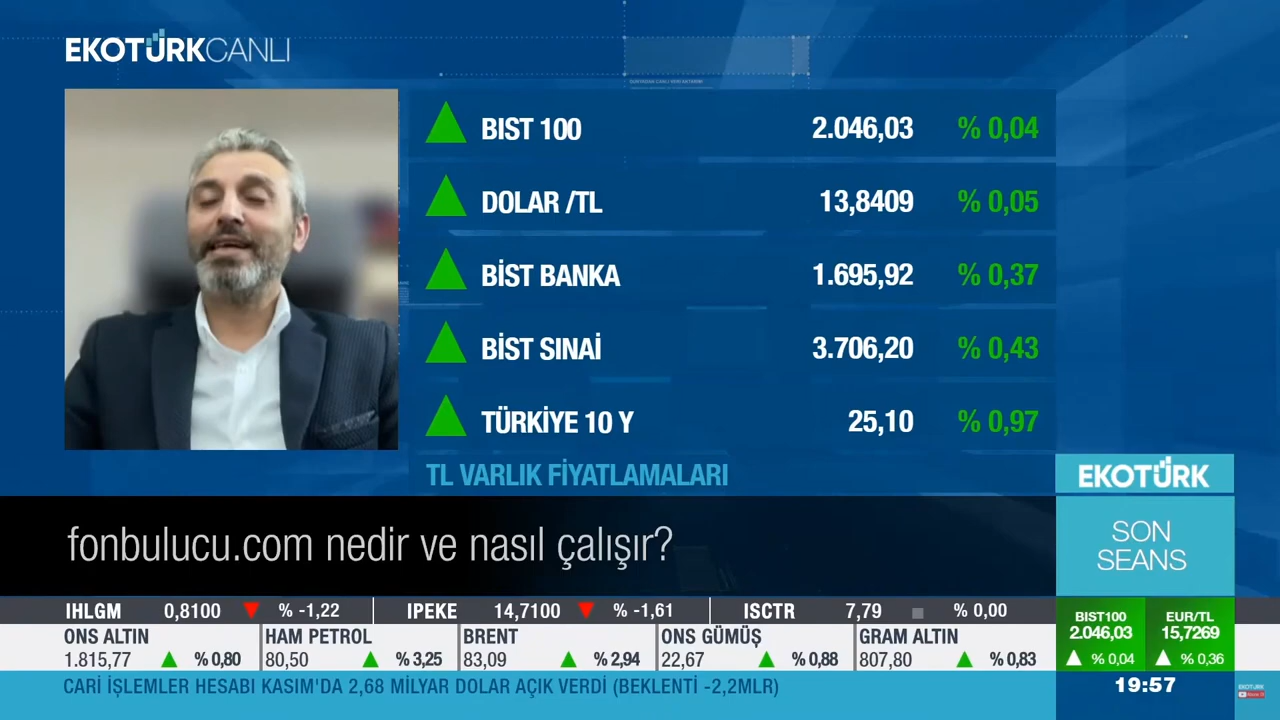 EKOTÜRK CANLI
BIST 100 2.046,03 % 0,04
DOLAR /TL 13,8409 % 0,05
BİST BANKA 1.695,92 % 0,37
BİST SINAİ 3.706,20 % 0,43
TÜRKİYE 10 Y 25,10 % 0,97
TL VARLIK FİYATLAMALARI
EKOTÜRK
fonbulucu.com nedir ve nasıl çalışır?
SON
SEANS
IHLGM 0,8100 % -1,22 IPEKE 14,7100 % -1,61 ISCTR 7,79 % 0,00
ONS ALTIN HAM PETROL BRENT ONS GÜMÜŞ GRAM ALTIN
1.815,77 % 0,80 80,50 % 3,25 83,09 % 2,94 22,67 % 0,88 807,80 % 0,83
BIST100 EUR/TL
2.046,03 15,7269
% 0,04 % 0,36
CARİ İŞLEMLER HESABI KASIM'DA 2,68 MİLYAR DOLAR AÇIK VERDİ (BEKLENTİ -2,2MLR)
19:57
EKOTÜRK